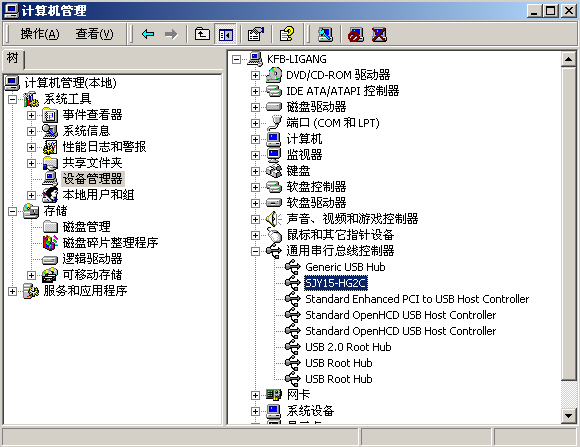 计算机管理
操作(A) 查看(V)
树
计算机管理(本地)
系统工具
事件查看器
系统信息
性能日志和警报
共享文件夹
设备管理器
本地用户和组
存储
磁盘管理
磁盘碎片整理程序
逻辑驱动器
可移动存储
服务和应用程序
KFB-LIGANG
DVD/CD-ROM 驱动器
IDE ATA/ATAPI 控制器
磁盘驱动器
端口 (COM 和 LPT)
计算机
监视器
键盘
软盘控制器
软盘驱动器
声音、视频和游戏控制器
鼠标和其它指针设备
通用串行总线控制器
Generic USB Hub
SJY15-HG2C
Standard Enhanced PCI to USB Host Controller
Standard OpenHCD USB Host Controller
Standard OpenHCD USB Host Controller
USB 2.0 Root Hub
USB Root Hub
USB Root Hub
网卡
系统设备